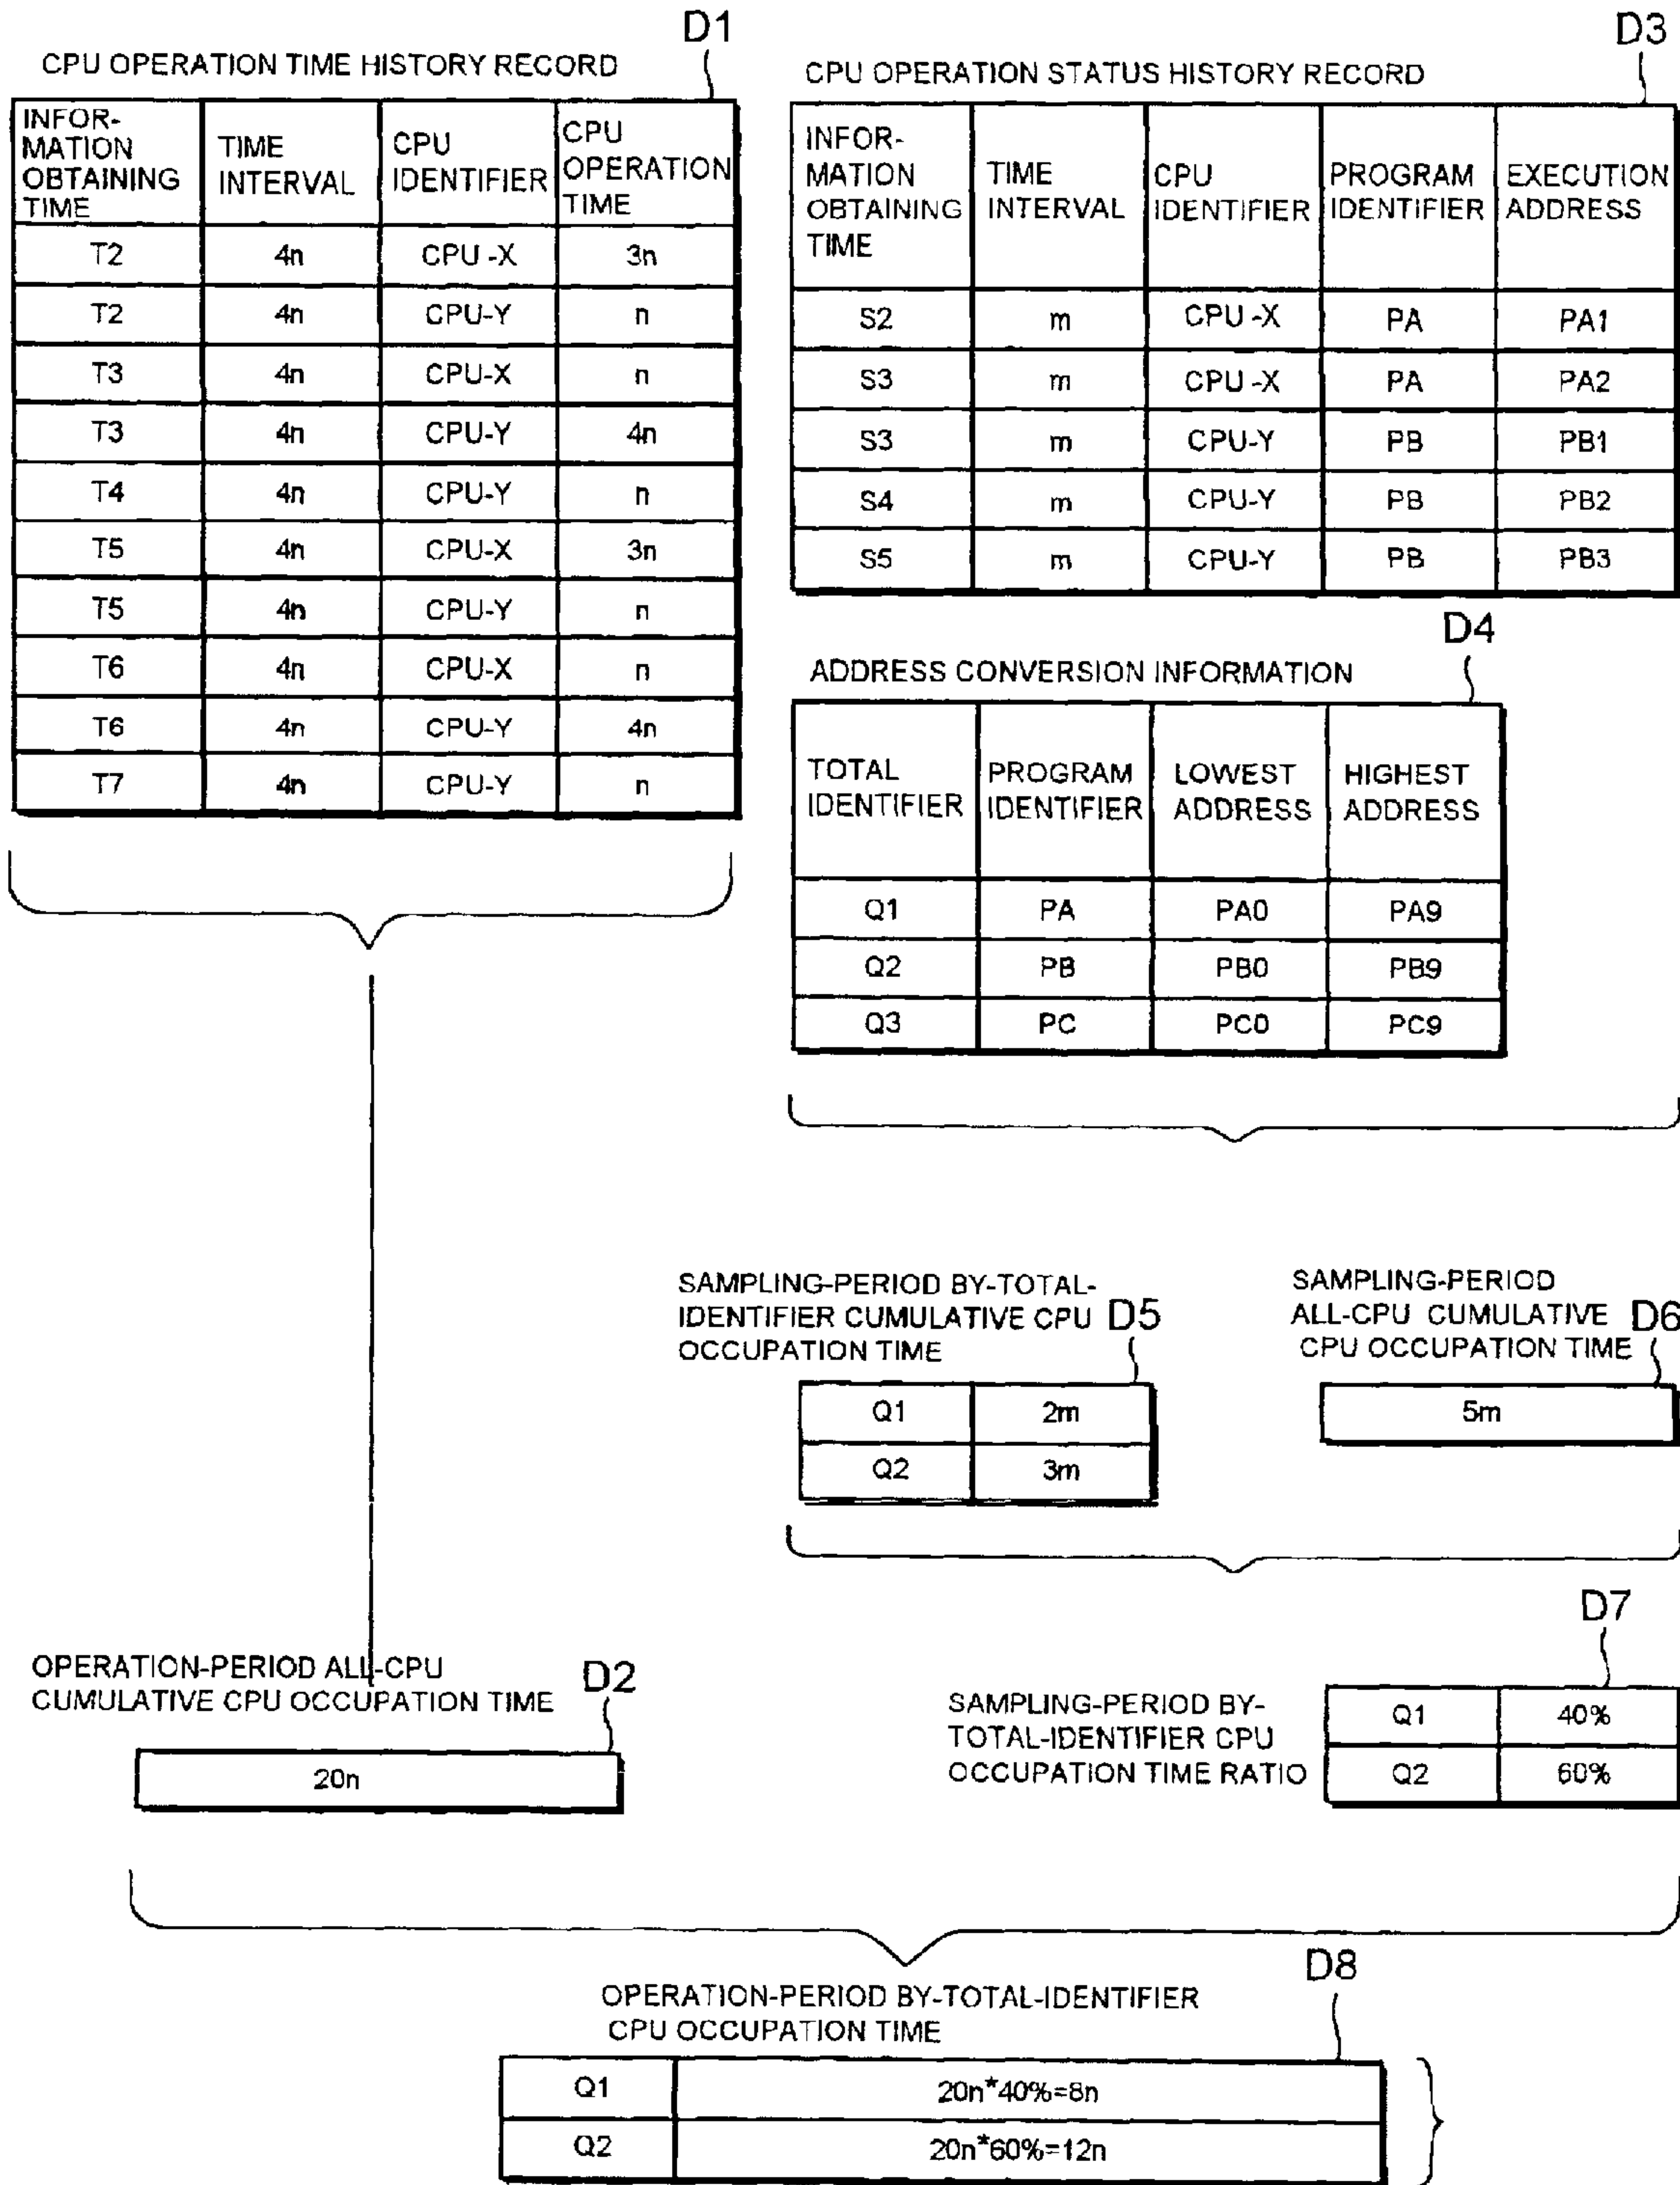 D1
CPU OPERATION TIME HISTORY RECORD
INFOR-
MATION
OBTAINING
TIME
TIME
INTERVAL
CPU
IDENTIFIER
CPU
OPERATION
TIME
T2 4n CPU -X 3n
T2 4n CPU-Y n
T3 4n CPU-X n
T3 4n CPU-Y 4n
T4 4n CPU-Y n
T5 4n CPU-X 3n
T5 4n CPU-Y n
T6 4n CPU-X n
T6 4n CPU-Y 4n
T7 4n CPU-Y n
D3
CPU OPERATION STATUS HISTORY RECORD
INFOR-
MATION
OBTAINING
TIME
TIME
INTERVAL
CPU
IDENTIFIER
PROGRAM
IDENTIFIER
EXECUTION
ADDRESS
S2 m CPU -X PA PA1
S3 m CPU -X PA PA2
S3 m CPU-Y PB PB1
S4 m CPU-Y PB PB2
S5 m CPU-Y PB PB3
D4
ADDRESS CONVERSION INFORMATION
TOTAL
IDENTIFIER
PROGRAM
IDENTIFIER
LOWEST
ADDRESS
HIGHEST
ADDRESS
Q1 PA PA0 PA9
Q2 PB PB0 PB9
Q3 PC PC0 PC9
SAMPLING-PERIOD BY-TOTAL-
IDENTIFIER CUMULATIVE CPU D5
OCCUPATION TIME
Q1 2m
Q2 3m
SAMPLING-PERIOD
ALL-CPU CUMULATIVE D6
CPU OCCUPATION TIME
5m
D7
SAMPLING-PERIOD BY-
TOTAL-IDENTIFIER CPU
OCCUPATION TIME RATIO
Q1 40%
Q2 60%
OPERATION-PERIOD ALL-CPU
CUMULATIVE CPU OCCUPATION TIME D2
20n
D8
OPERATION-PERIOD BY-TOTAL-IDENTIFIER
CPU OCCUPATION TIME
Q1 20n*40%=8n
Q2 20n*60%=12n